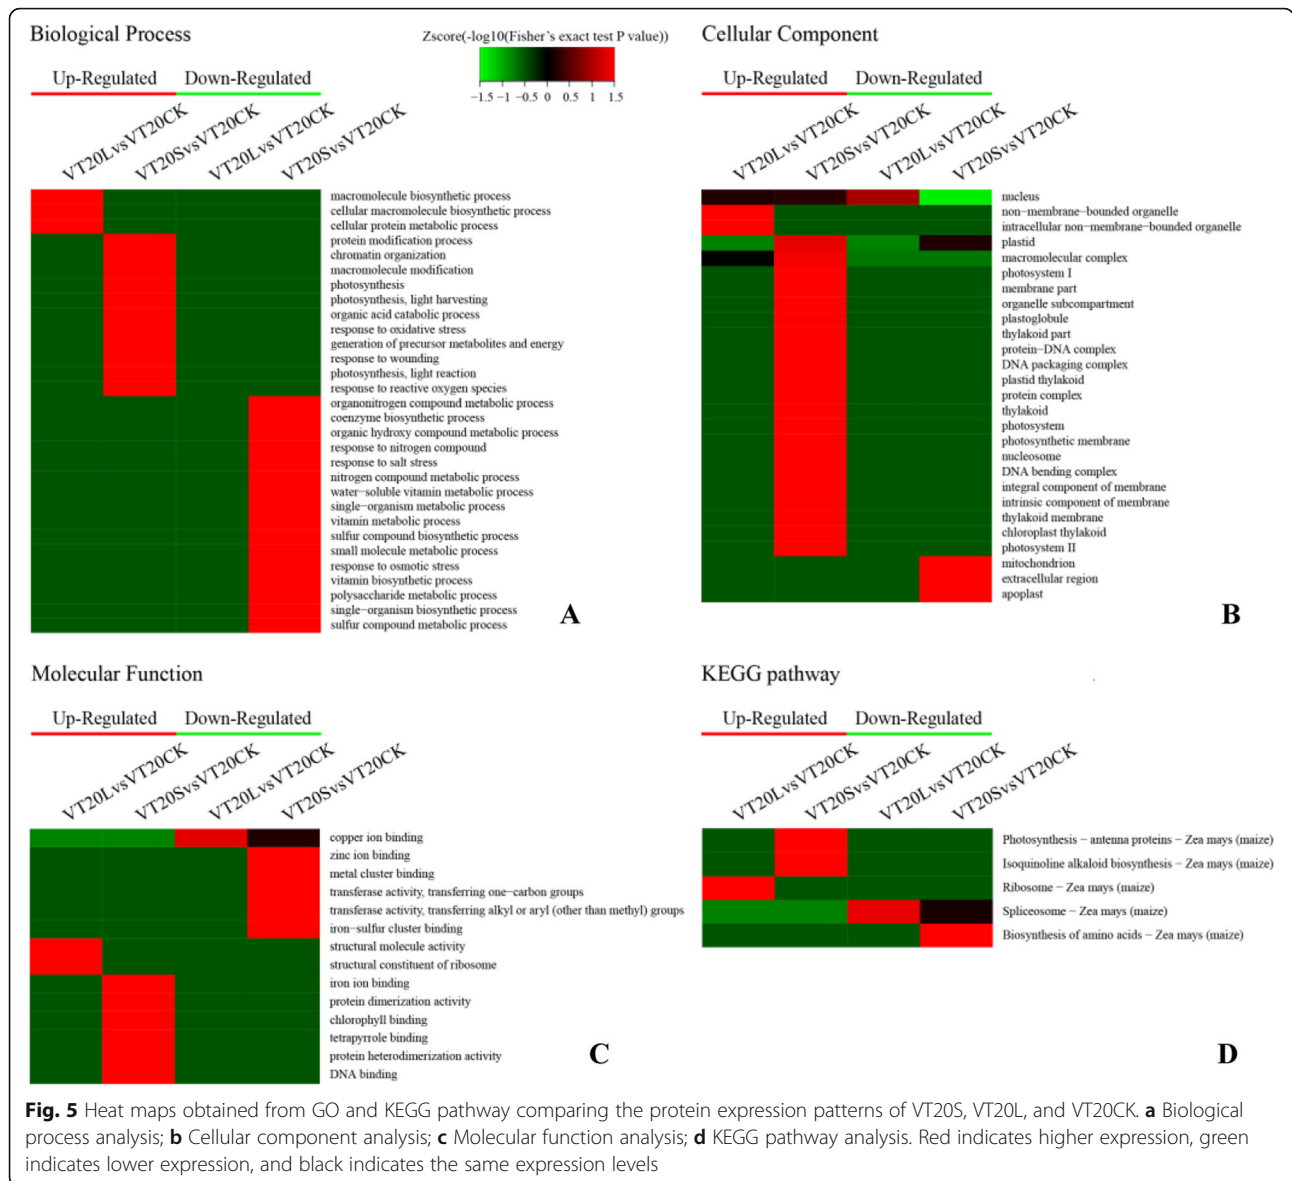 Biological Process
Zscore(-log10(Fisher's exact test P value))
−1.5 −1 −0.5 0 0.5 1 1.5
Up-Regulated Down-Regulated
VT20LvsVT20CK VT20SvsVT20CK VT20LvsVT20CK VT20SvsVT20CK
macromolecule biosynthetic process
cellular macromolecule biosynthetic process
cellular protein metabolic process
protein modification process
chromatin organization
macromolecule modification
photosynthesis
photosynthesis, light harvesting
organic acid catabolic process
response to oxidative stress
generation of precursor metabolites and energy
response to wounding
photosynthesis, light reaction
response to reactive oxygen species
organonitrogen compound metabolic process
coenzyme biosynthetic process
organic hydroxy compound metabolic process
response to nitrogen compound
response to salt stress
nitrogen compound metabolic process
water−soluble vitamin metabolic process
single−organism metabolic process
vitamin metabolic process
sulfur compound biosynthetic process
small molecule metabolic process
response to osmotic stress
vitamin biosynthetic process
polysaccharide metabolic process
single−organism biosynthetic process
sulfur compound metabolic process
A
Cellular Component
Up-Regulated Down-Regulated
VT20LvsVT20CK VT20SvsVT20CK VT20LvsVT20CK VT20SvsVT20CK
nucleus
non−membrane−bounded organelle
intracellular non−membrane−bounded organelle
plastid
macromolecular complex
photosystem I
membrane part
organelle subcompartment
plastoglobule
thylakoid part
protein−DNA complex
DNA packaging complex
plastid thylakoid
protein complex
thylakoid
photosystem
photosynthetic membrane
nucleosome
DNA bending complex
integral component of membrane
intrinsic component of membrane
thylakoid membrane
chloroplast thylakoid
photosystem II
mitochondrion
extracellular region
apoplast
B
Molecular Function
Up-Regulated Down-Regulated
VT20LvsVT20CK VT20SvsVT20CK VT20LvsVT20CK VT20SvsVT20CK
copper ion binding
zinc ion binding
metal cluster binding
transferase activity, transferring one−carbon groups
transferase activity, transferring alkyl or aryl (other than methyl) groups
iron−sulfur cluster binding
structural molecule activity
structural constituent of ribosome
iron ion binding
protein dimerization activity
chlorophyll binding
tetrapyrrole binding
protein heterodimerization activity
DNA binding
C
KEGG pathway
Up-Regulated Down-Regulated
VT20LvsVT20CK VT20SvsVT20CK VT20LvsVT20CK VT20SvsVT20CK
Photosynthesis − antenna proteins − Zea mays (maize)
Isoquinoline alkaloid biosynthesis − Zea mays (maize)
Ribosome − Zea mays (maize)
Spliceosome − Zea mays (maize)
Biosynthesis of amino acids − Zea mays (maize)
D
Fig. 5 Heat maps obtained from GO and KEGG pathway comparing the protein expression patterns of VT20S, VT20L, and VT20CK. a Biological
process analysis; b Cellular component analysis; c Molecular function analysis; d KEGG pathway analysis. Red indicates higher expression, green
indicates lower expression, and black indicates the same expression levels